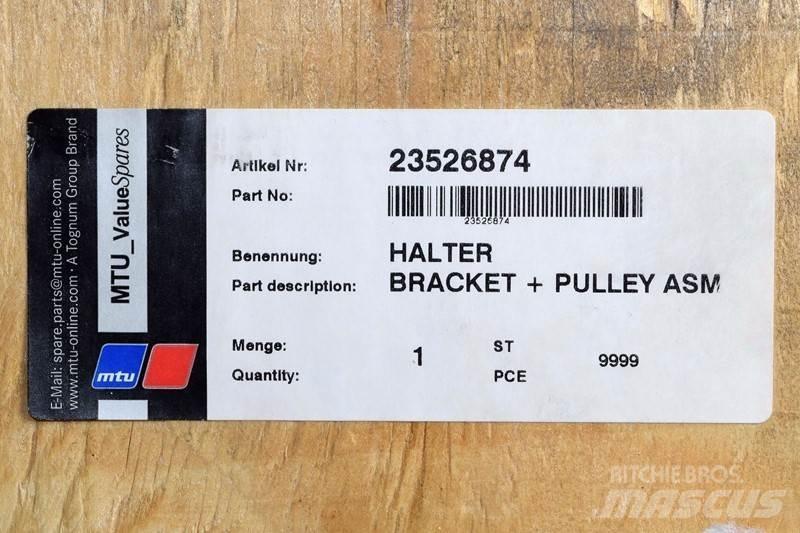 E-Mail: spare.parts@mtu-online.com
www.mtu-online.com · A Tognum Group Brand
MTU_ValueSpares
mtu
Artikel Nr: 23526874
Part No:
23526874
Benennung: HALTER
Part description: BRACKET + PULLEY ASM
Menge: 1 ST 9999
Quantity: PCE
RITCHIE BROS.
MASCUS